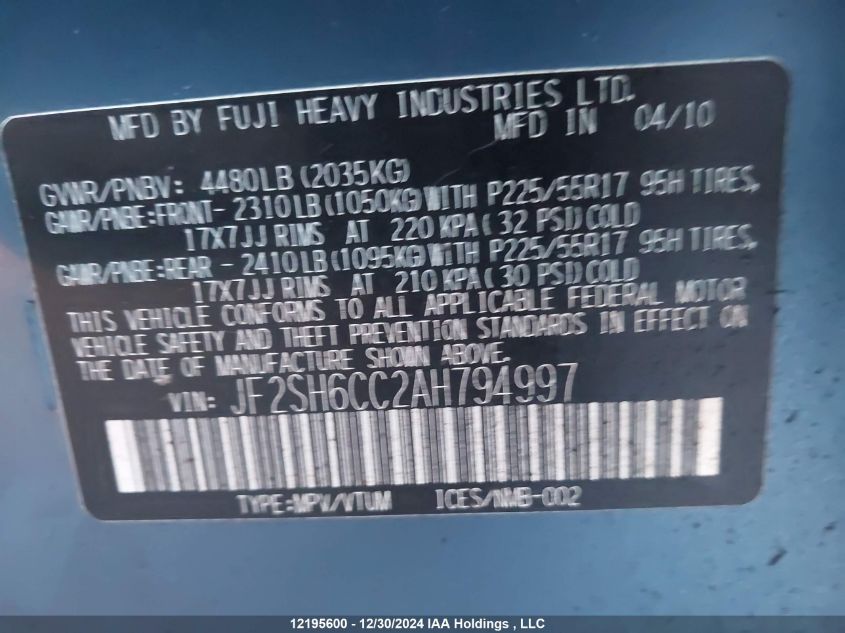 MFD BY FUJI HEAVY INDUSTRIES LTD.
MFD IN 04/10
GVWR/PNBV: 4480LB(2035KG)
GAWR/PNBE:FRONT- 2310LB(1050KG)WITH P225/55R17 95H TIRES,
17X7JJ RIMS AT 220 KPA( 32 PSI)COLD
GAWR/PNBE:REAR - 2410LB(1095KG)WITH P225/55R17 95H TIRES,
17X7JJ RIMS AT 210 KPA( 30 PSI)COLD
THIS VEHICLE CONFORMS TO ALL APPLICABLE FEDERAL MOTOR
VEHICLE SAFETY AND THEFT PREVENTION STANDARDS IN EFFECT ON
THE DATE OF MANUFACTURE SHOWN ABOVE.
VIN: JF2SH6CC2AH794997
TYPE:MPV/VTUM ICES/NMB-002
12195600 - 12/30/2024 IAA Holdings , LLC